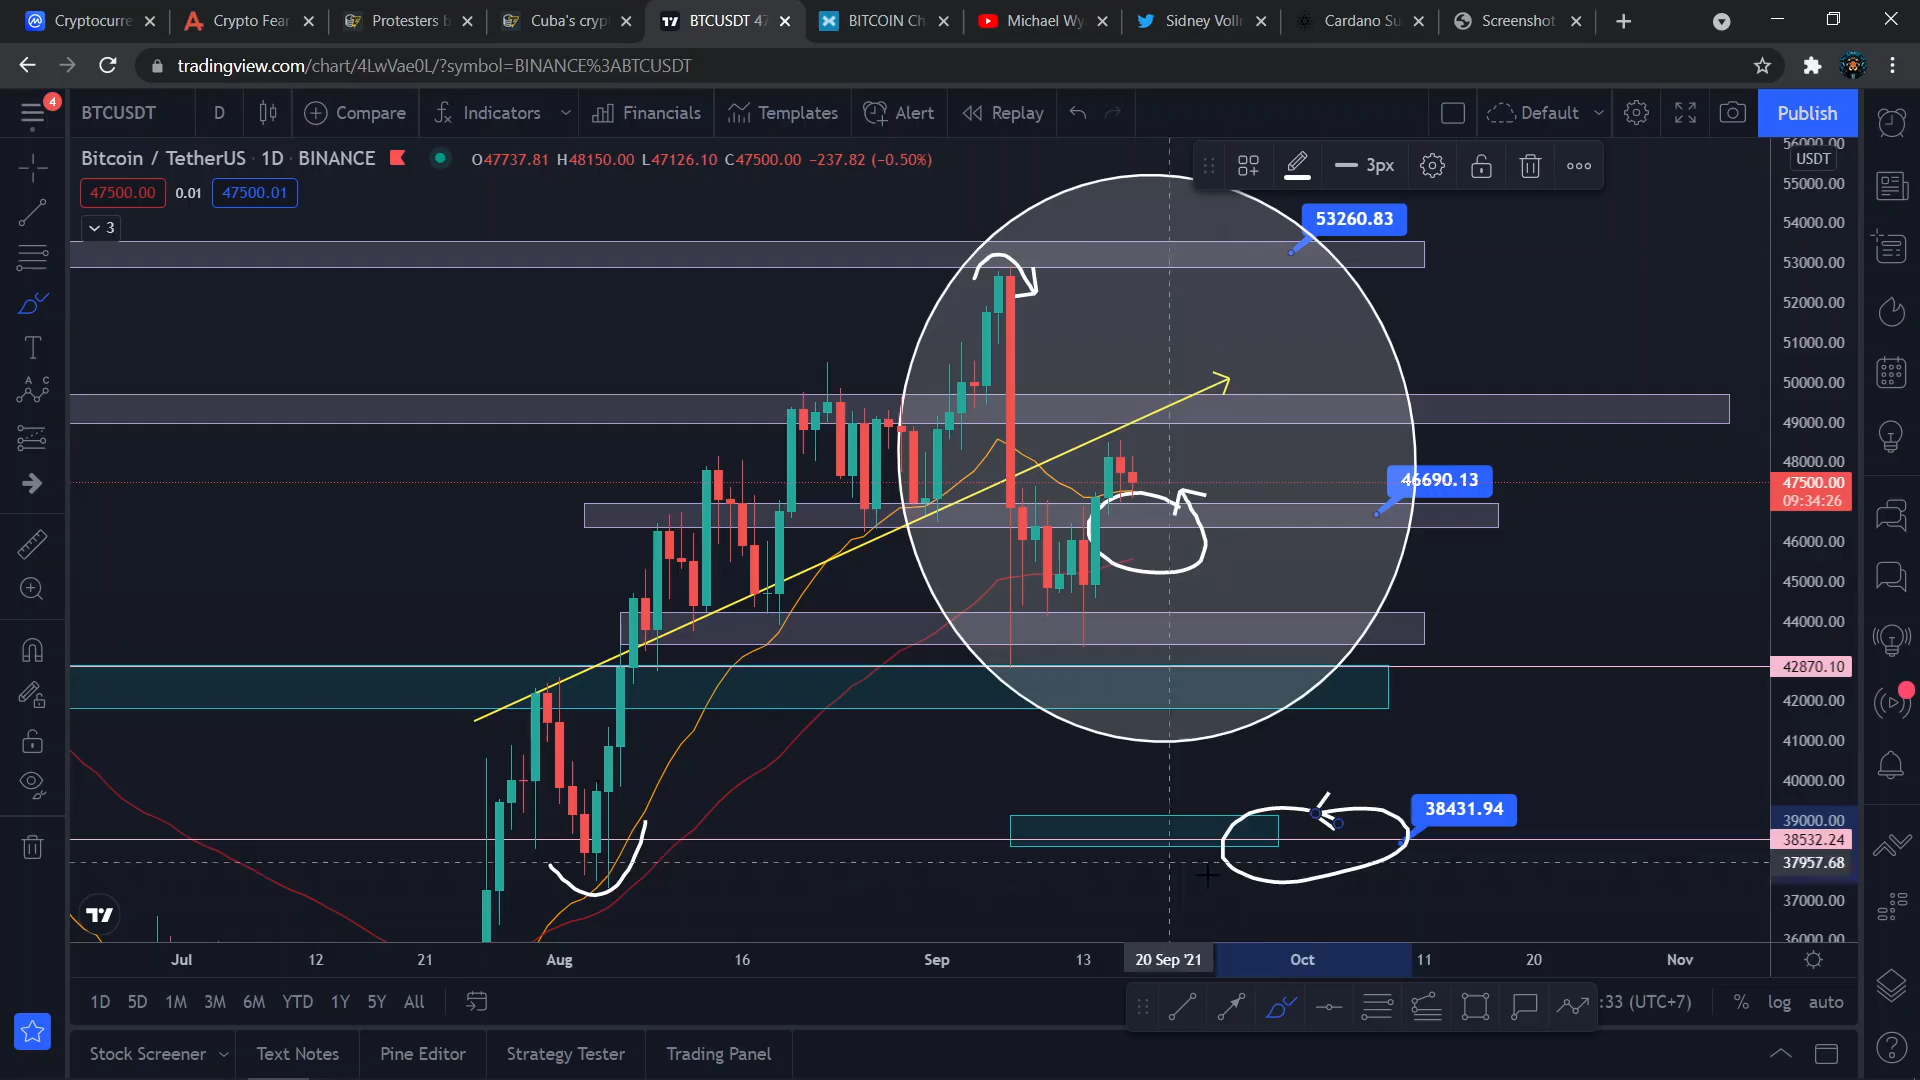 Cryptocurre
Crypto Fear
Protesters b
Cuba's cryp
BTCUSDT 47
BITCOIN Ch
Michael Wy
Sidney Voll
Cardano Su
Screenshot
tradingview.com/chart/4LwVae0L/?symbol=BINANCE%3ABTCUSDT
4
BTCUSDT
D
Compare
Indicators
Financials
Templates
Alert
Replay
Default
Publish
Bitcoin / TetherUS · 1D · BINANCE
O47737.81 H48150.00 L47126.10 C47500.00 −237.82 (−0.50%)
3px
47500.00
0.01
47500.01
3
53260.83
46690.13
38431.94
56000.00
USDT
55000.00
54000.00
53000.00
52000.00
51000.00
50000.00
49000.00
48000.00
47500.00
09:34:26
46000.00
45000.00
44000.00
42870.10
42000.00
41000.00
40000.00
39000.00
38532.24
37957.68
37000.00
36000.00
Jul
12
21
Aug
16
Sep
13
20 Sep '21
Oct
11
20
Nov
1D
5D
1M
3M
6M
YTD
1Y
5Y
All
:33 (UTC+7)
%
log
auto
Stock Screener
Text Notes
Pine Editor
Strategy Tester
Trading Panel